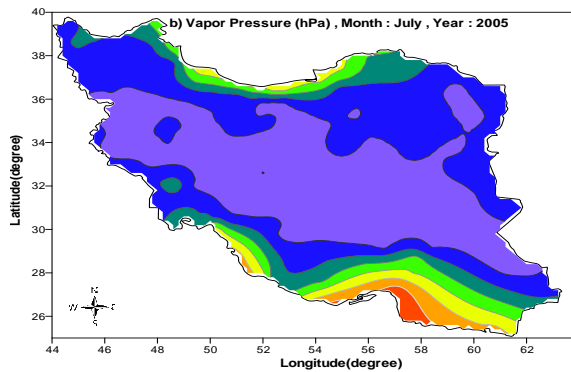 b) Vapor Pressure (hPa) , Month : July , Year : 2005
40
38
36
34
32
30
28
26
Latitude(degree)
N
W E
S
44 46 48 50 52 54 56 58 60 62
Longitude(degree)